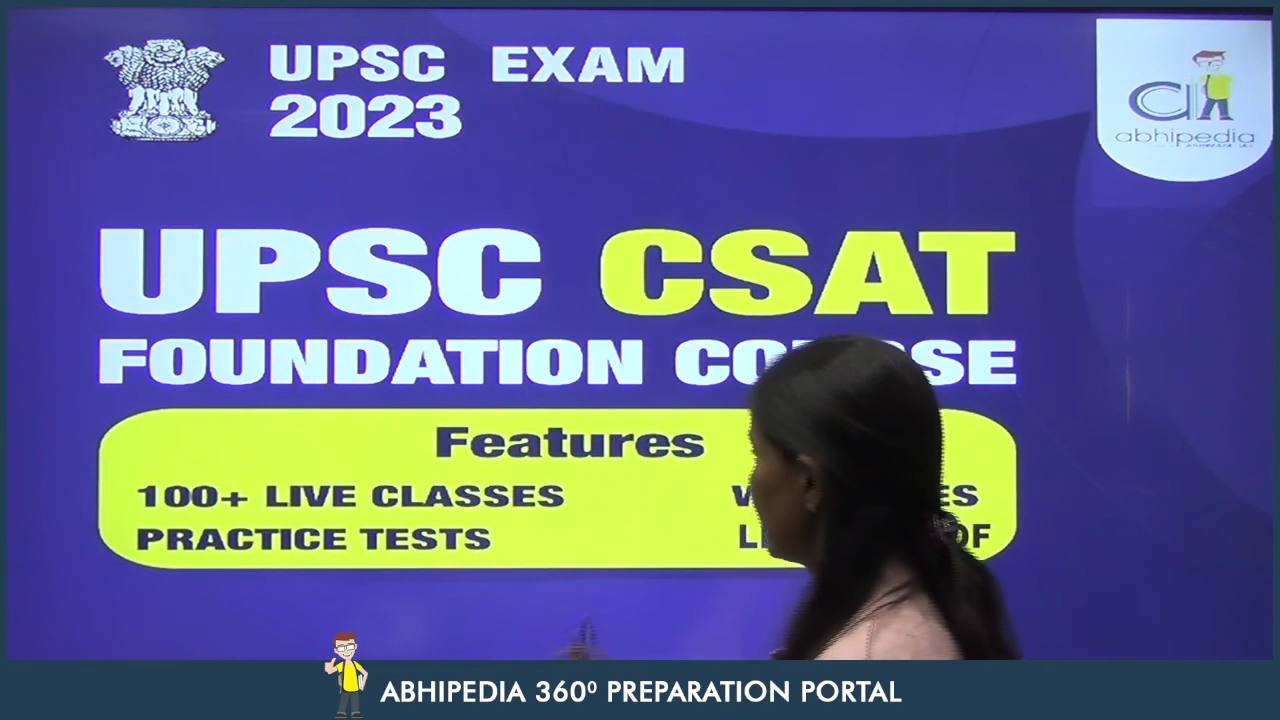 UPSC EXAM
2023
abhipedia
UPSC CSAT
FOUNDATION
Features
100+ LIVE CLASSES
PRACTICE TESTS
ABHIPEDIA 360⁰ PREPARATION PORTAL